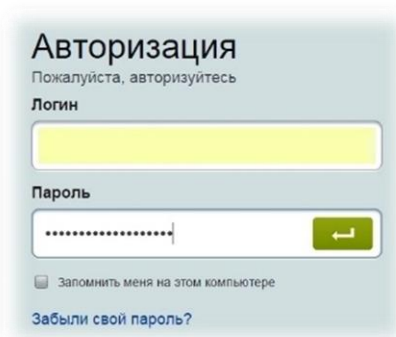 Авторизация
Пожалуйста, авторизуйтесь
Логин
Пароль
•••••••••••••••••••
Запомнить меня на этом компьютере
Забыли свой пароль?